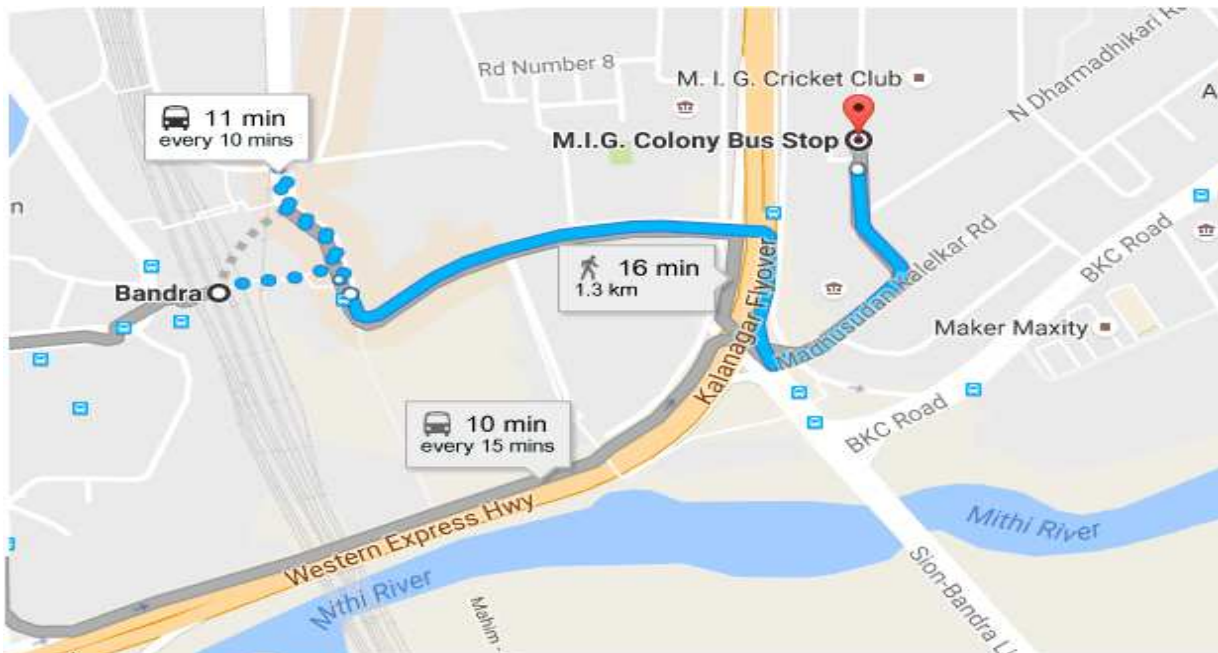 Rd Number 8
M. I. G. Cricket Club
N Dharmadhikari Rd
A
11 min
every 10 mins
M.I.G. Colony Bus Stop
n
BKC Road
16 min
1.3 km
Bandra
Kalanagar Flyover
Madhusudan Kalelkar Rd
Maker Maxity
10 min
every 15 mins
BKC Road
Western Express Hwy
Mithi River
Mithi River
Mahim -
Sion-Bandra Li